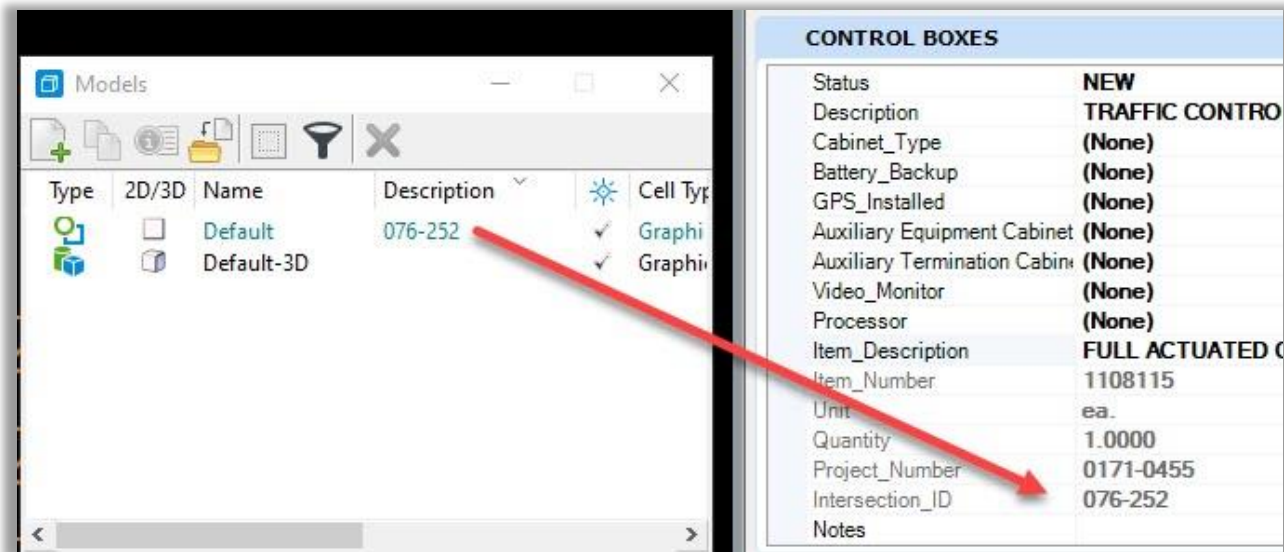 Models
Type 2D/3D Name Description Cell Typ
Default 076-252 Graphi
Default-3D Graphi
CONTROL BOXES
Status NEW
Description TRAFFIC CONTRO
Cabinet_Type (None)
Battery_Backup (None)
GPS_Installed (None)
Auxiliary Equipment Cabinet (None)
Auxiliary Termination Cabin (None)
Video_Monitor (None)
Processor (None)
Item_Description FULL ACTUATED
Item_Number 1108115
Unit ea.
Quantity 1.0000
Project_Number 0171-0455
Intersection_ID 076-252
Notes